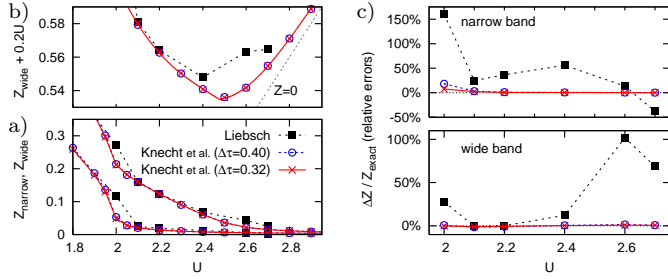 b)
Z_wide + 0.2U
0.58
0.56
0.54
Z=0
a)
Z_narrow, Z_wide
0.3
0.2
0.1
0
Liebsch
Knecht et al. (Δτ=0.40)
Knecht et al. (Δτ=0.32)
1.8 2 2.2 2.4 2.6 2.8
U
c)
ΔZ / Z_exact (relative errors)
150%
100%
50%
0%
-50%
narrow band
100%
50%
0%
wide band
2 2.2 2.4 2.6
U